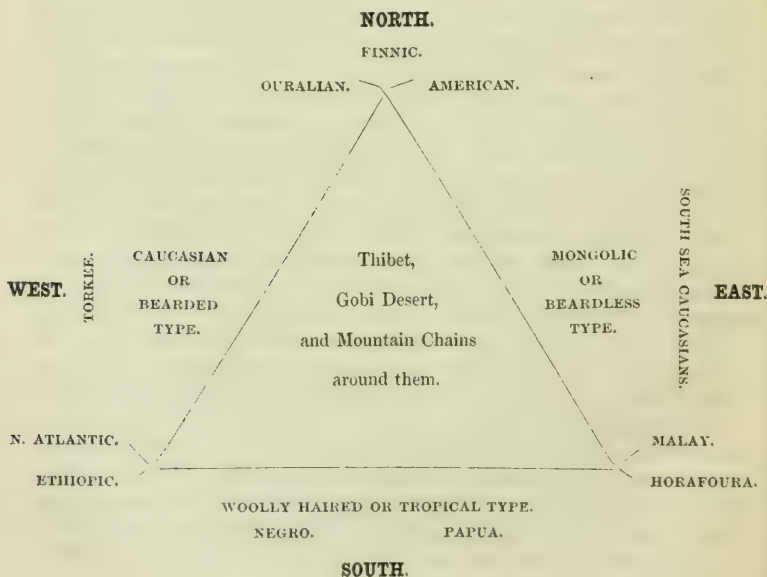 NORTH.
FINNIC.
OURALIAN. AMERICAN.
WEST.
TORKEE.
CAUCASIAN
OR
BEARDED
TYPE.
Thibet,
Gobi Desert,
and Mountain Chains
around them.
MONGOLIC
OR
BEARDLESS
TYPE.
SOUTH SEA CAUCASIANS.
EAST.
N. ATLANTIC.
ETHIOPIC.
MALAY.
HORAFOURA.
WOOLLY HAIRED OR TROPICAL TYPE.
NEGRO. PAPUA.
SOUTH.